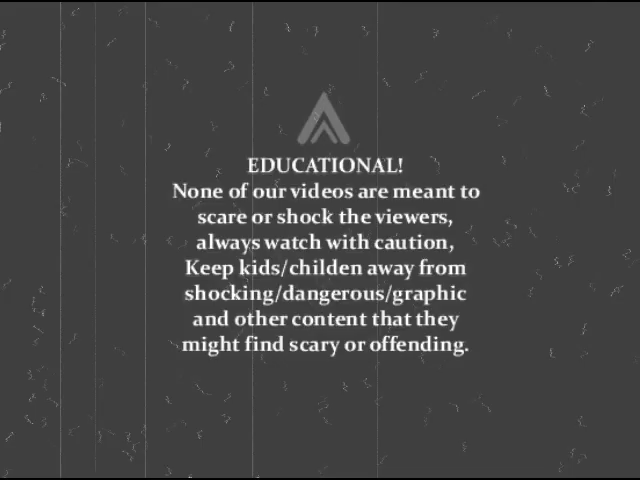 EDUCATIONAL!
None of our videos are meant to
scare or shock the viewers,
always watch with caution,
Keep kids/childen away from
shocking/dangerous/graphic
and other content that they
might find scary or offending.